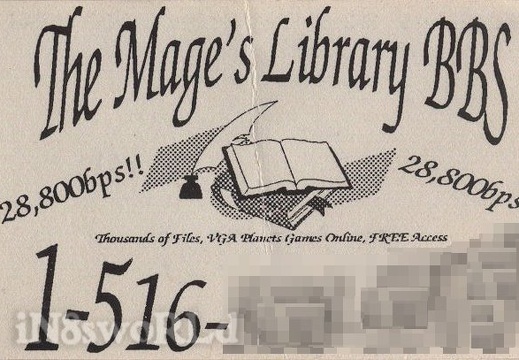 The Mage's Library BBS
28,800bps!!
28,800bps
Thousands of Files, VGA Planets Games Online, FREE Access
1-516-
iN8swoRLd